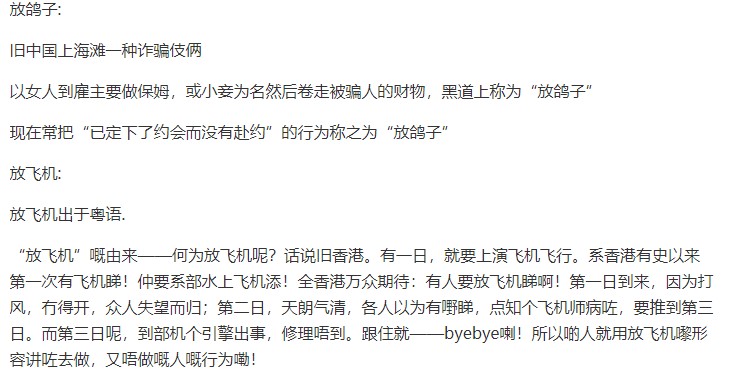 放鸽子:
旧中国上海滩一种诈骗伎俩
以女人到雇主要做保姆，或小妾为名然后卷走被骗人的财物，黑道上称为“放鸽子”
现在常把“已定下了约会而没有赴约”的行为称之为“放鸽子”
放飞机:
放飞机出于粤语.
“放飞机”嘅由来——何为放飞机呢？话说旧香港。有一日，就要上演飞机飞行。系香港有史以来
第一次有飞机睇！仲要系部水上飞机添！全香港万众期待：有人要放飞机睇啊！第一日到来，因为打
风，冇得开，众人失望而归；第二日，天朗气清，各人以为有嘢睇，点知个飞机师病咗，要推到第三
日。而第三日呢，到部机个引擎出事，修理唔到。跟住就——byebye喇！所以啲人就用放飞机嚟形
容讲咗去做，又唔做嘅人嘅行为嘞！